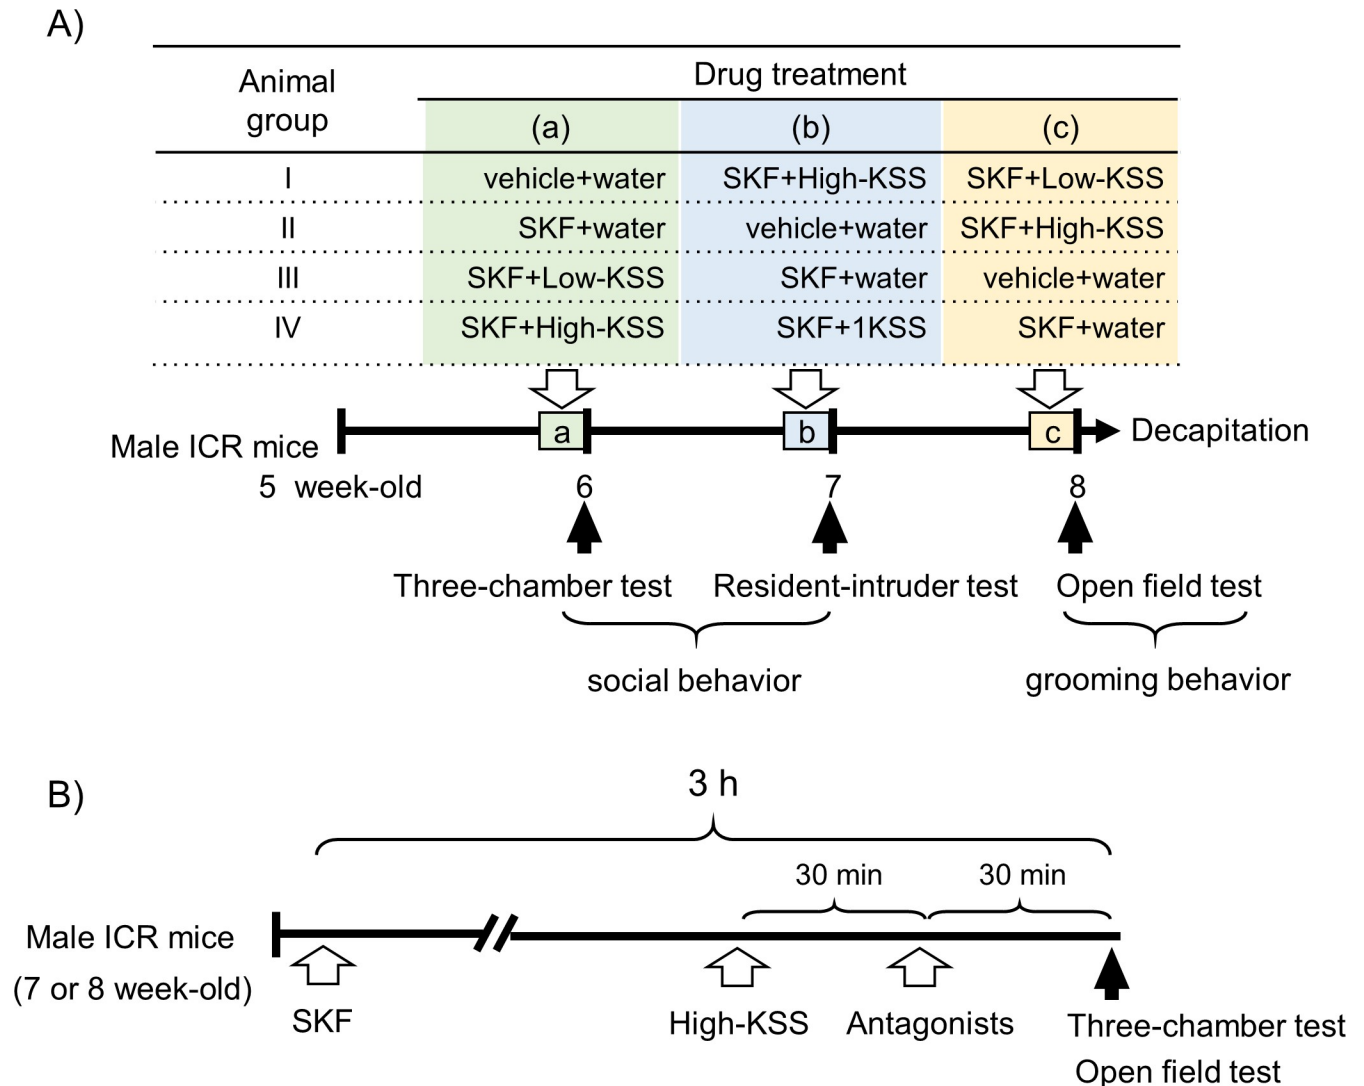 A)
Animal group
Drug treatment
(a) (b) (c)
I vehicle+water SKF+High-KSS SKF+Low-KSS
II SKF+water vehicle+water SKF+High-KSS
III SKF+Low-KSS SKF+water vehicle+water
IV SKF+High-KSS SKF+1KSS SKF+water
a b c Decapitation
Male ICR mice
5 week-old 6 7 8
Three-chamber test Resident-intruder test Open field test
social behavior grooming behavior
B)
3 h
30 min 30 min
Male ICR mice
(7 or 8 week-old)
SKF High-KSS Antagonists Three-chamber test
Open field test